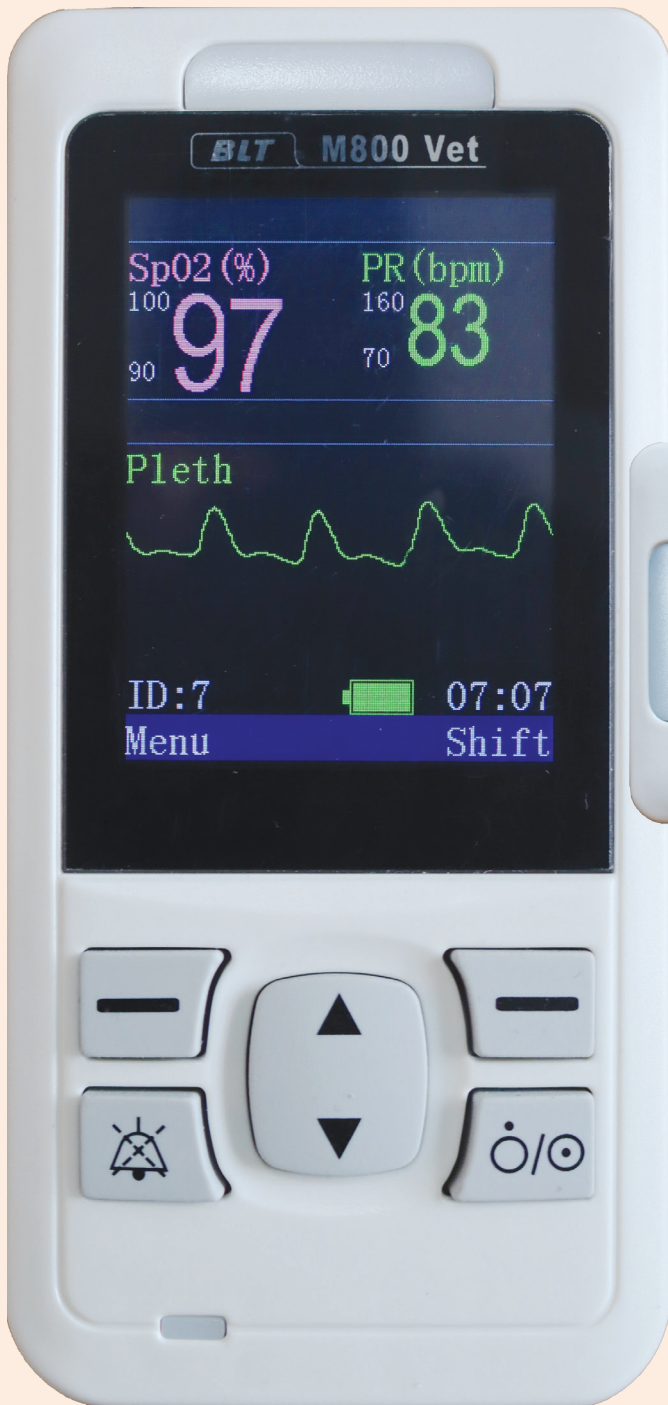 BLT M800 Vet
SpO2(%) PR(bpm)
100 97 160 83
90 70
Pleth
ID:7 07:07
Menu Shift